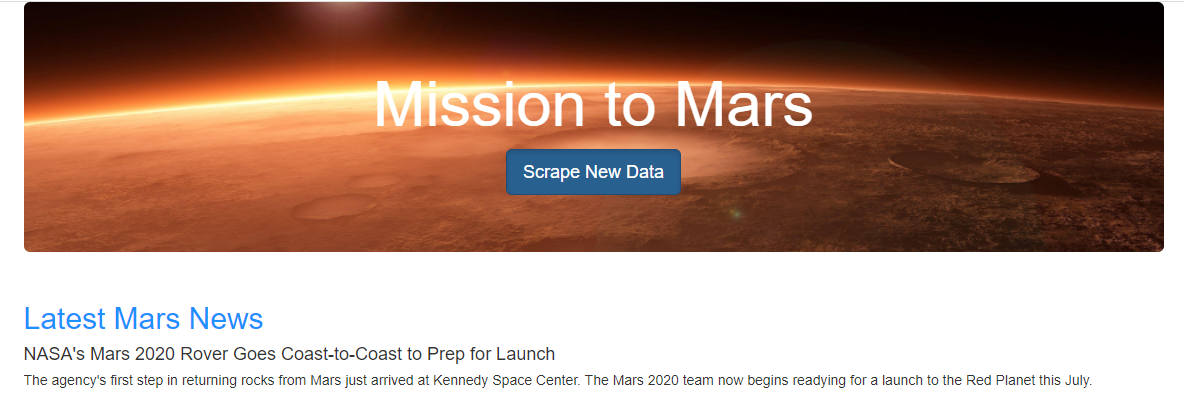 Mission to Mars
Scrape New Data
Latest Mars News
NASA's Mars 2020 Rover Goes Coast-to-Coast to Prep for Launch
The agency's first step in returning rocks from Mars just arrived at Kennedy Space Center. The Mars 2020 team now begins readying for a launch to the Red Planet this July.